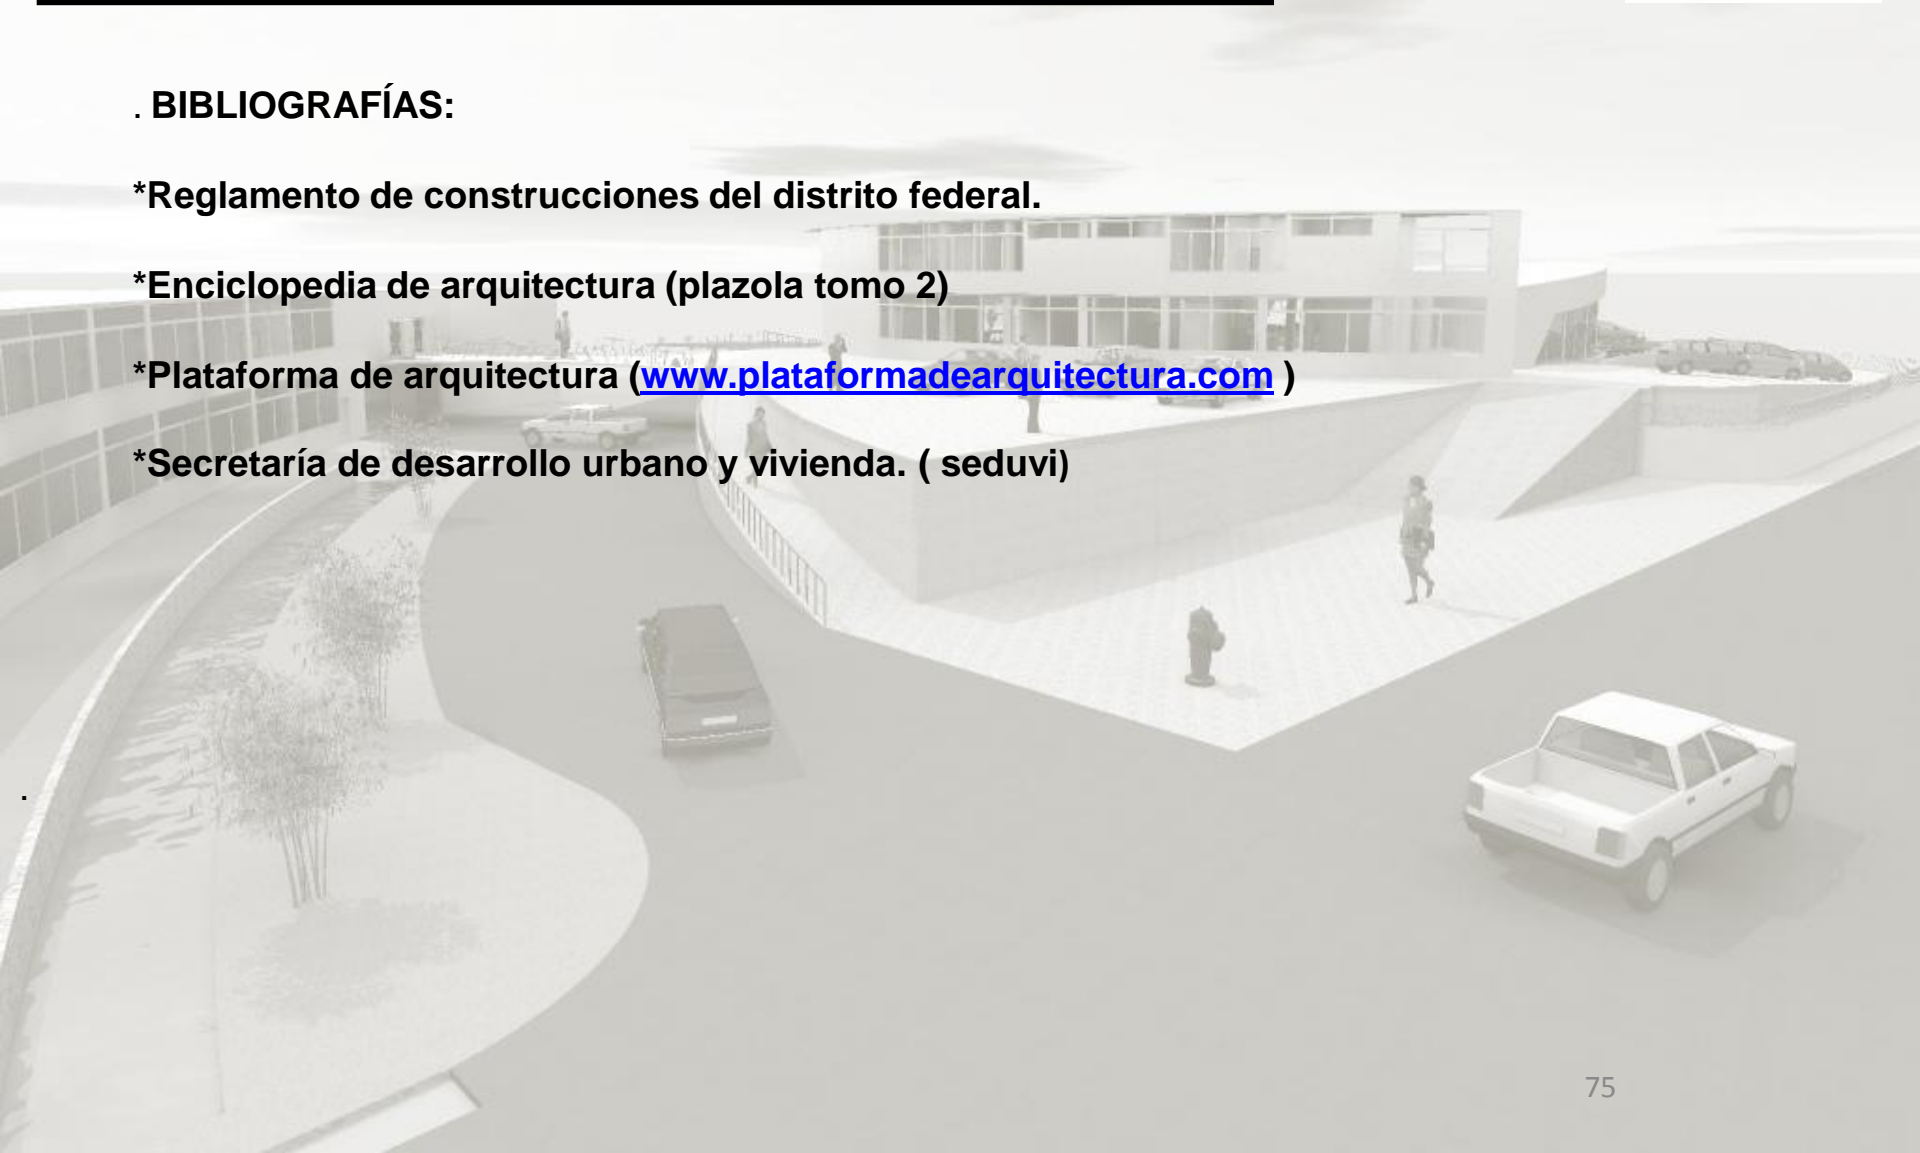 . BIBLIOGRAFÍAS:
*Reglamento de construcciones del distrito federal.
*Enciclopedia de arquitectura (plazola tomo 2)
*Plataforma de arquitectura (www.plataformadearquitectura.com )
*Secretaría de desarrollo urbano y vivienda. ( seduvi)
.
75